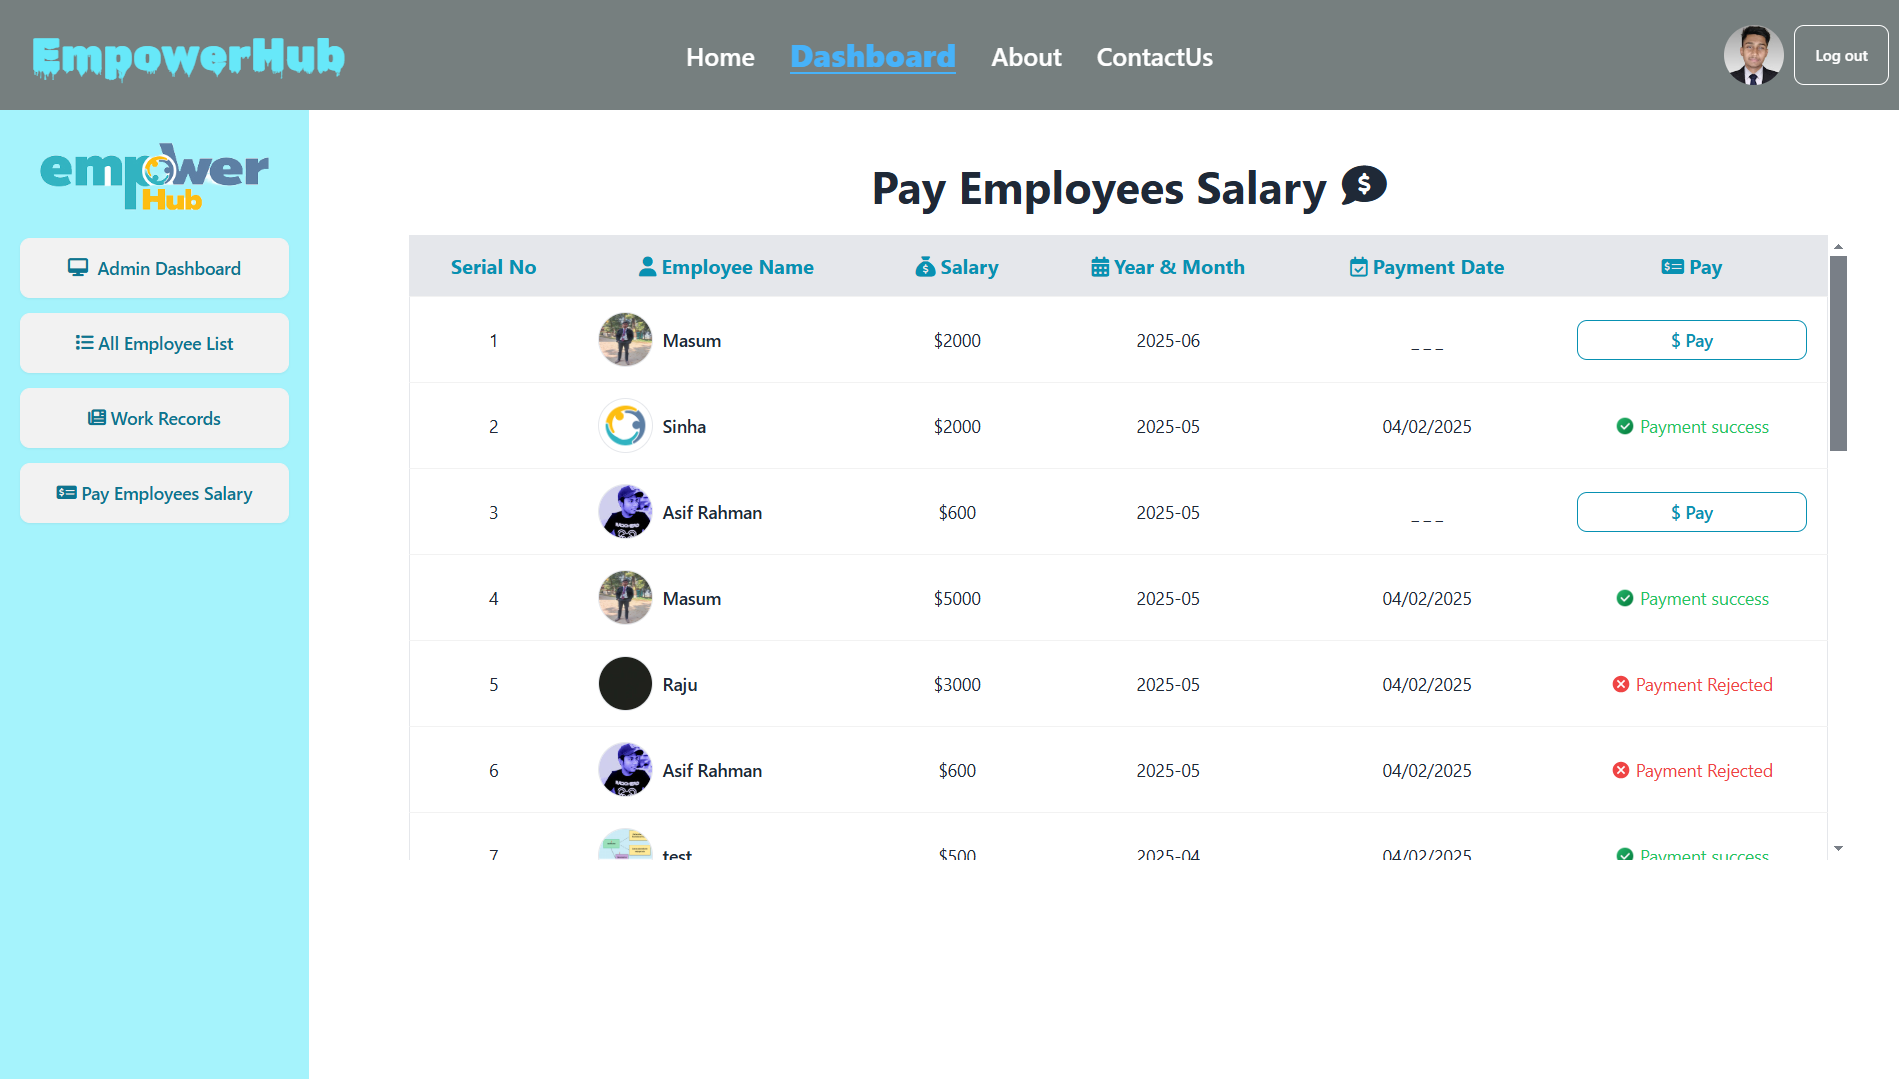 EmpowerHub
Home Dashboard About ContactUs
Log out
empower
Hub
Admin Dashboard
All Employee List
Work Records
Pay Employees Salary
Pay Employees Salary
Serial No Employee Name Salary Year & Month Payment Date Pay
1 Masum $2000 2025-06 _ _ _ $ Pay
2 Sinha $2000 2025-05 04/02/2025 Payment success
3 Asif Rahman $600 2025-05 _ _ _ $ Pay
4 Masum $5000 2025-05 04/02/2025 Payment success
5 Raju $3000 2025-05 04/02/2025 Payment Rejected
6 Asif Rahman $600 2025-05 04/02/2025 Payment Rejected
7 test $500 2025-04 04/02/2025 Payment success